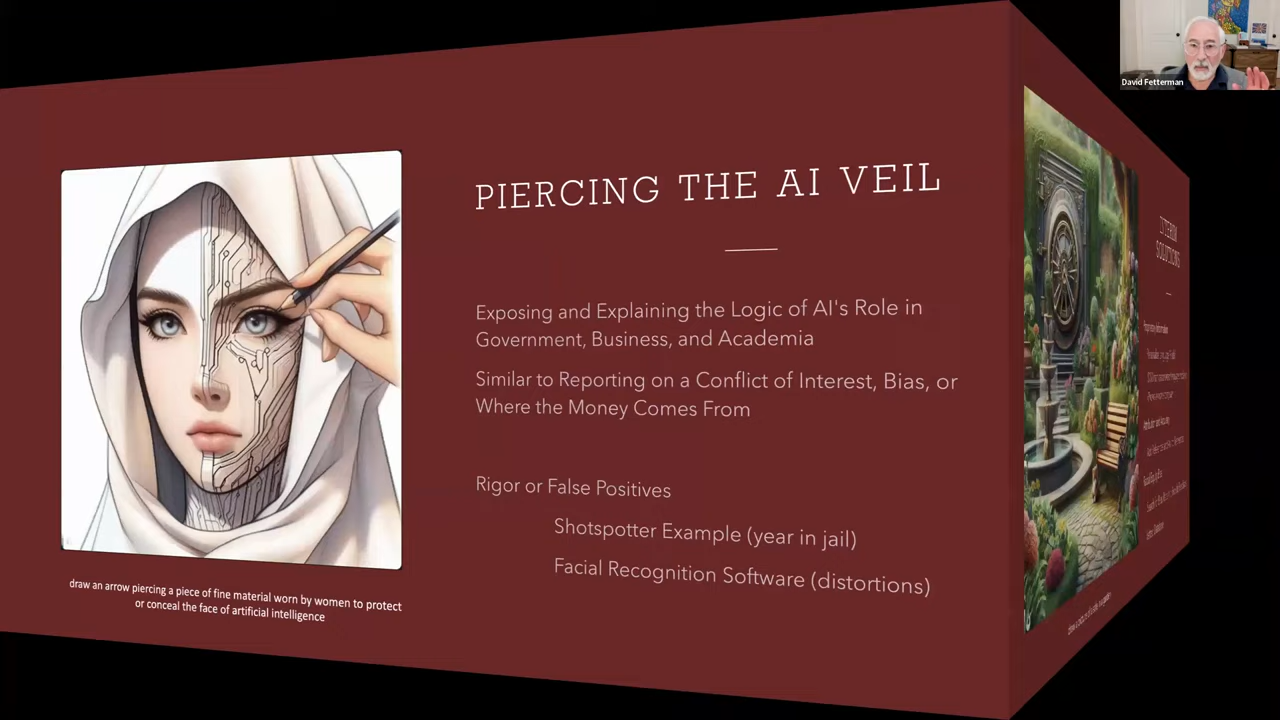 David Fetterman
PIERCING THE AI VEIL
Exposing and Explaining the Logic of AI's Role in
Government, Business, and Academia
Similar to Reporting on a Conflict of Interest, Bias, or
Where the Money Comes From
Rigor or False Positives
Shotspotter Example (year in jail)
Facial Recognition Software (distortions)
draw an arrow piercing a piece of fine material worn by women to protect
or conceal the face of artificial intelligence
INTERIM
SOLUTIONS